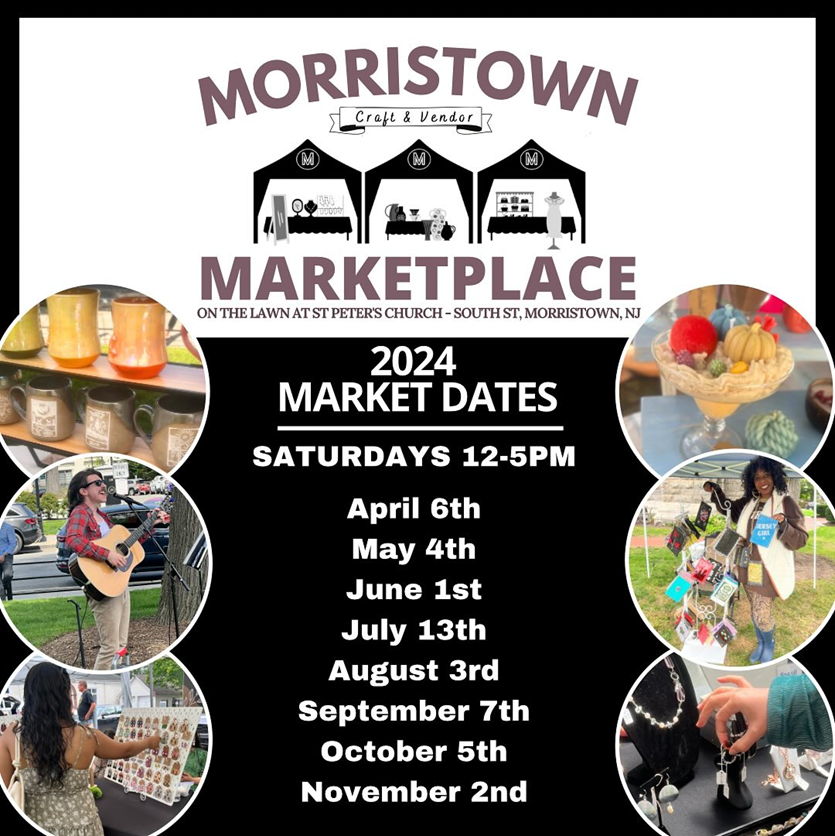 MORRISTOWN
Craft & Vendor
M M M
MARKETPLACE
ON THE LAWN AT ST PETER'S CHURCH - SOUTH ST, MORRISTOWN, NJ
2024
MARKET DATES
SATURDAYS 12-5PM
April 6th
May 4th
June 1st
July 13th
August 3rd
September 7th
October 5th
November 2nd
JERSEY
GIRL